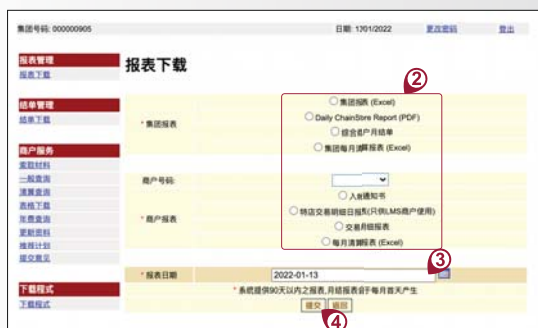 集团号码: 000000905
日期: 1?/01/2022
更改密码
登出
报表管理
报表下载
结单管理
结单下载
商户服务
索取材料
一般查询
清算查询
表格下载
年费查询
更新资料
推荐计划
提交意见
下载程式
下载程式
报表下载
②
* 集团报表
集团报表 (Excel)
Daily ChainStore Report (PDF)
综合客户月结单
集团每月清算报表 (Excel)
商户号码:
* 商户报表
入账通知书
特店交易明细日报表(只供LMS商户使用)
交易明细报表
每月清算报表 (Excel)
③
* 报表日期
2022-01-13
* 系统提供90天以内之报表,月结报表会于每月首天产生
提交 返回
④